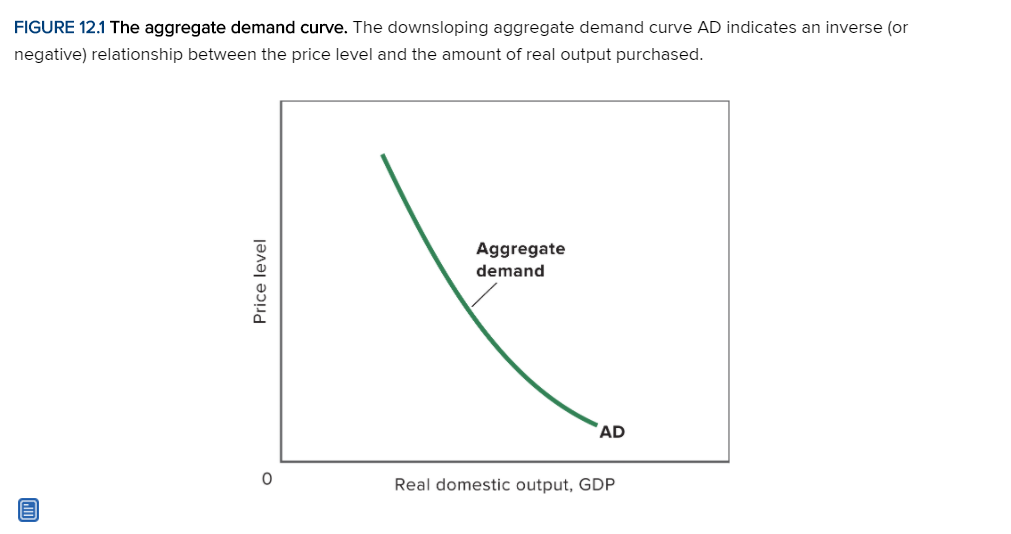 FIGURE 12.1 The aggregate demand curve. The downsloping aggregate demand curve AD indicates an inverse (or
negative) relationship between the price level and the amount of real output purchased.
Aggregate
demand
Price level
AD
0
Real domestic output, GDP